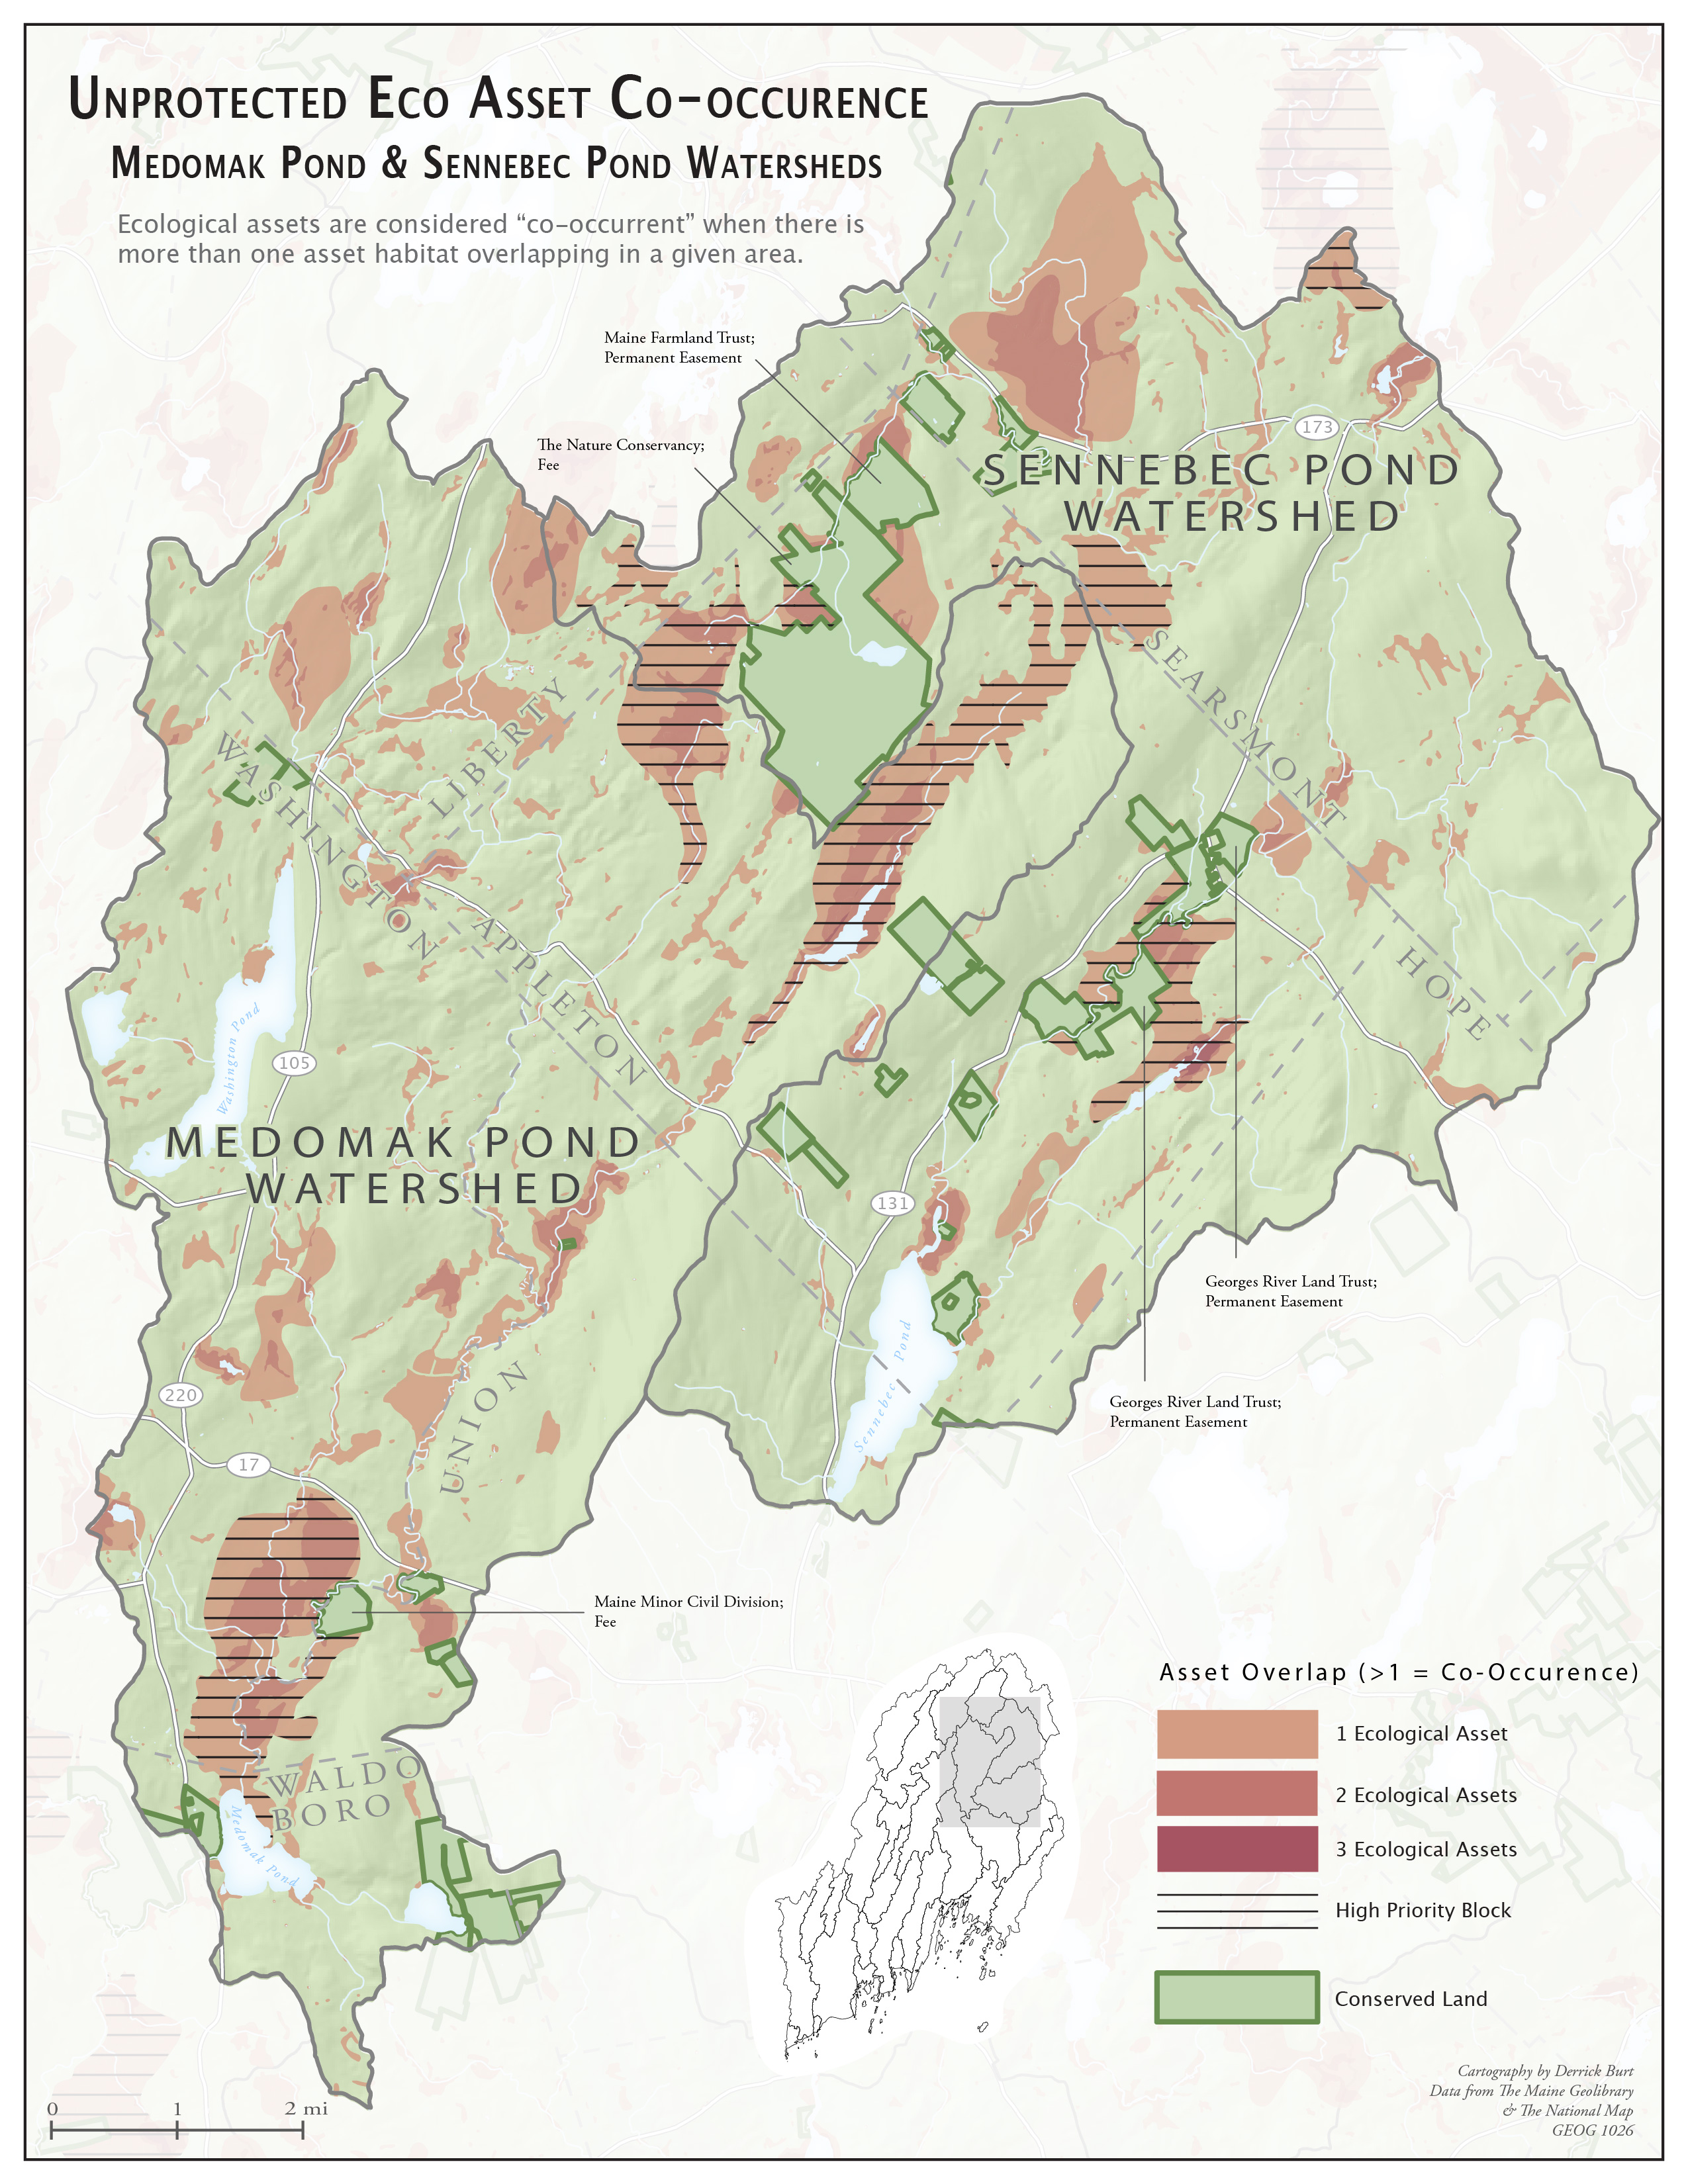 Unprotected Eco Asset Co-occurence
Medomak Pond & Sennebec Pond Watersheds
Ecological assets are considered “co-occurrent” when there is
more than one asset habitat overlapping in a given area.
Maine Farmland Trust;
Permanent Easement
The Nature Conservancy;
Fee
173
SENNEBEC POND
WATERSHED
SEARSMONT
LIBERTY
WASHINGTON
APPLETON
HOPE
Washington Pond
105
MEDOMAK POND
WATERSHED
131
Georges River Land Trust;
Permanent Easement
Sennebec Pond
220
Georges River Land Trust;
Permanent Easement
UNION
17
Maine Minor Civil Division;
Fee
WALDO
BORO
Medomak Pond
Asset Overlap (>1 = Co-Occurence)
1 Ecological Asset
2 Ecological Assets
3 Ecological Assets
High Priority Block
Conserved Land
Cartography by Derrick Burt
Data from The Maine Geolibrary
& The National Map
GEOG 1026
0 1 2 mi